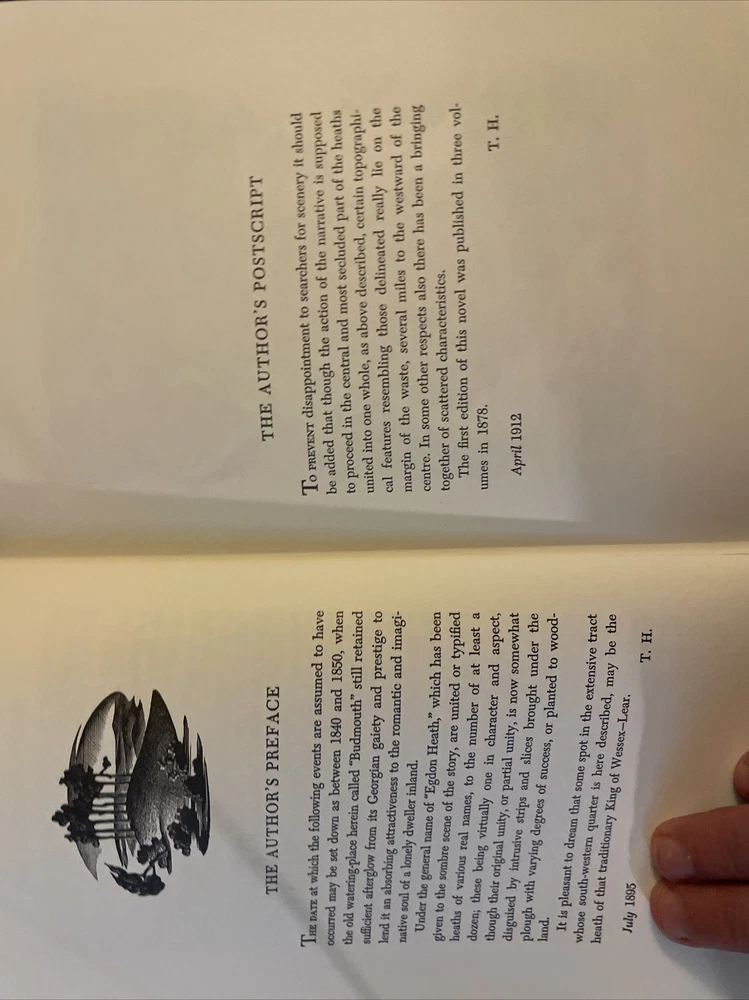 THE AUTHOR'S PREFACE
THE DATE at which the following events are assumed to have
occurred may be set down as between 1840 and 1850, when
the old watering-place herein called "Budmouth" still retained
sufficient afterglow from its Georgian gaiety and prestige to
lend it an absorbing attractiveness to the romantic and imagi-
native soul of a lonely dweller inland.
Under the general name of "Egdon Heath," which has been
given to the sombre scene of the story, are united or typified
heaths of various real names, to the number of at least a
dozen; these being virtually one in character and aspect,
though their original unity, or partial unity, is now somewhat
disguised by intrusive strips and slices brought under the
plough with varying degrees of success, or planted to wood-
land.
It is pleasant to dream that some spot in the extensive tract
whose south-western quarter is here described, may be the
heath of that traditionary King of Wessex—Lear.
T. H.
July 1895
THE AUTHOR'S POSTSCRIPT
TO PREVENT disappointment to searchers for scenery it should
be added that though the action of the narrative is supposed
to proceed in the central and most secluded part of the heaths
united into one whole, as above described, certain topographi-
cal features resembling those delineated really lie on the
margin of the waste, several miles to the westward of the
centre. In some other respects also there has been a bringing
together of scattered characteristics.
The first edition of this novel was published in three vol-
umes in 1878.
T. H.
April 1912